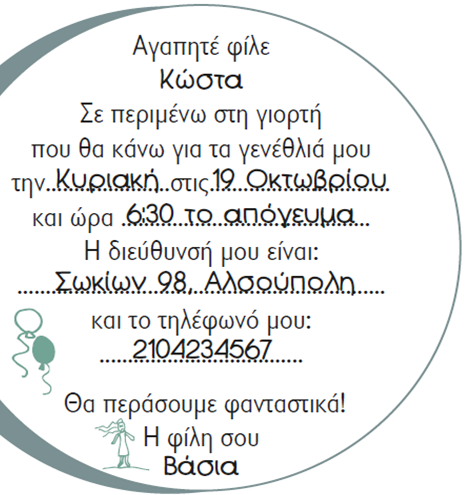 Αγαπητέ φίλε
Κώστα
Σε περιμένω στη γιορτή
που θα κάνω για τα γενέθλιά μου
την Κυριακή στις 19 Οκτωβρίου
και ώρα 6:30 το απόγευμα
Η διεύθυνσή μου είναι:
Σωκίων 98, Αλσούπολη
και το τηλέφωνό μου:
2104234567
Θα περάσουμε φανταστικά!
Η φίλη σου
Βάσια